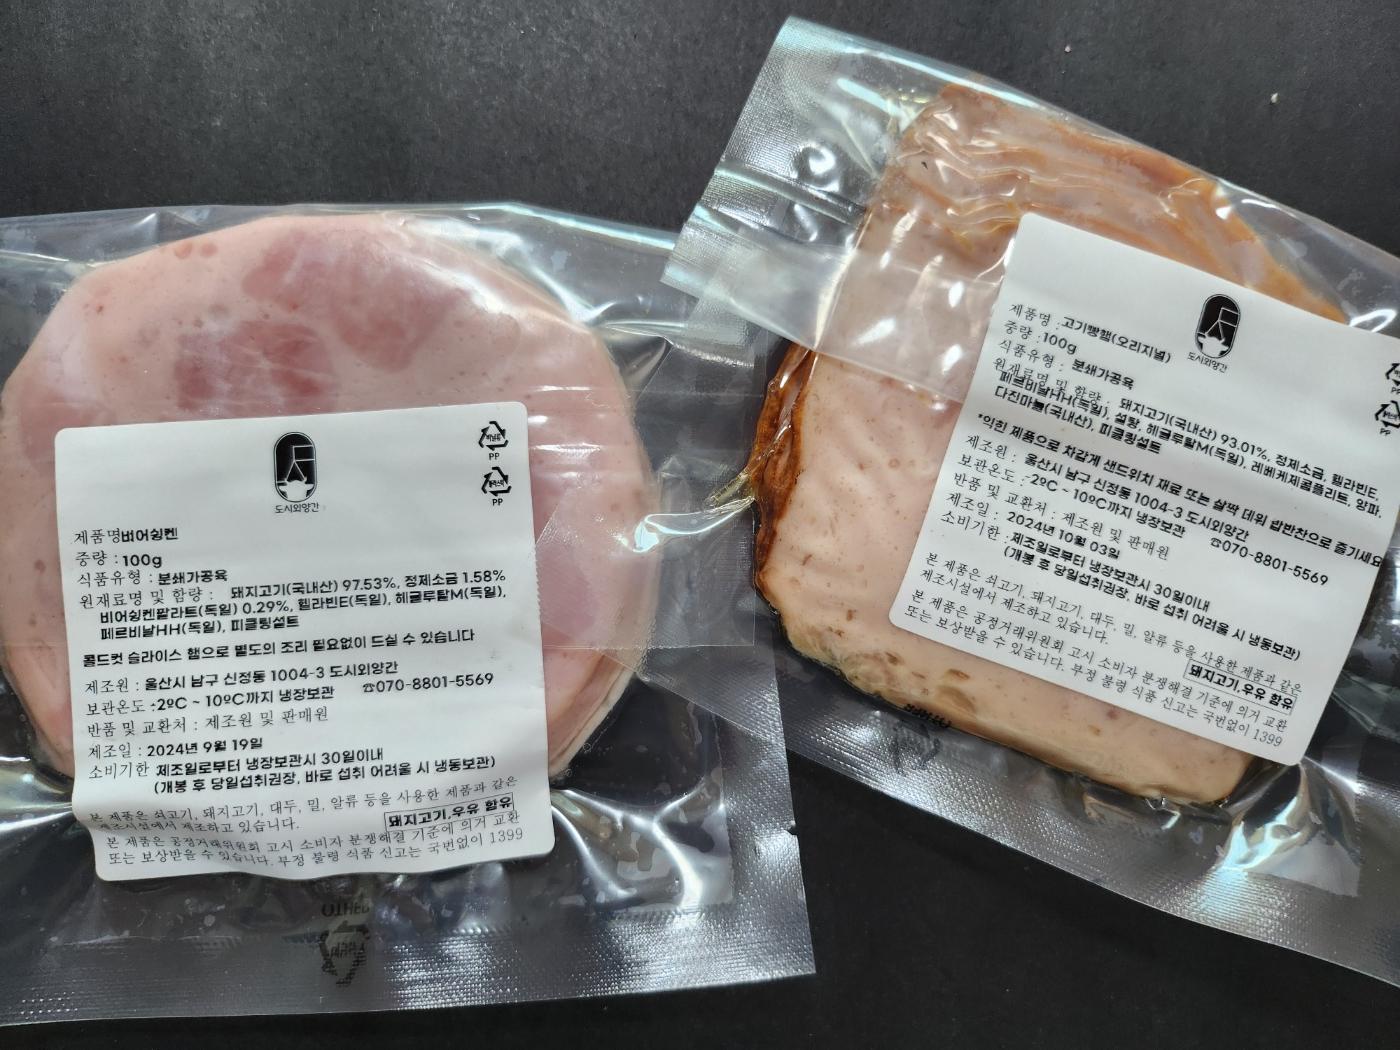 도시외양간
PP
PP
제품명비어슁켄
중량 : 100g
식품유형 : 분쇄가공육
원재료명 및 함량 : 돼지고기(국내산) 97.53%, 정제소금 1.58%
비어슁켄팔라트(독일) 0.29%, 헬라빈E(독일), 헤글루탈M(독일),
페르비날HH(독일), 피클링설트
콜드컷 슬라이스 햄으로 별도의 조리 필요없이 드실 수 있습니다
제조원 : 울산시 남구 신정동 1004-3 도시외양간
보관온도 :-2ºC ~ 10ºC까지 냉장보관 ☎070-8801-5569
반품 및 교환처 : 제조원 및 판매원
제조일 : 2024년 9월 19일
소비기한 :제조일로부터 냉장보관시 30일이내
(개봉 후 당일섭취권장, 바로 섭취 어려울 시 냉동보관)
본 제품은 쇠고기, 돼지고기, 대두, 밀, 알류 등을 사용한 제품과 같은
제조시설에서 제조하고 있습니다.
돼지고기,우유 함유
본 제품은 공정거래위원회 고시 소비자 분쟁해결 기준에 의거 교환
또는 보상받을 수 있습니다. 부정 불량 식품 신고는 국번없이 1399
OTHER
도시외양간
PP
PP
제품명 :고기빵햄(오리지널)
중량 :100g
식품유형 : 분쇄가공육
원재료명 및 함량 : 돼지고기(국내산) 93.01%, 정제소금, 헬라빈E,
페르비날HH(독일), 설탕, 헤글루탈M(독일), 레베케제콤플리트, 양파,
다진마늘(국내산), 피클링설트
*익힌 제품으로 차갑게 샌드위치 재료 또는 살짝 데워 밥반찬으로 즐기세요
제조원 : 울산시 남구 신정동 1004-3 도시외양간
보관온도 :-2ºC ~ 10ºC까지 냉장보관 ☎070-8801-5569
반품 및 교환처 : 제조원 및 판매원
제조일 : 2024년 10월 03일
소비기한 :제조일로부터 냉장보관시 30일이내
(개봉 후 당일섭취권장, 바로 섭취 어려울 시 냉동보관)
본 제품은 쇠고기, 돼지고기, 대두, 밀, 알류 등을 사용한 제품과 같은
제조시설에서 제조하고 있습니다.
돼지고기,우유 함유
본 제품은 공정거래위원회 고시 소비자 분쟁해결 기준에 의거 교환
또는 보상받을 수 있습니다. 부정 불량 식품 신고는 국번없이 1399